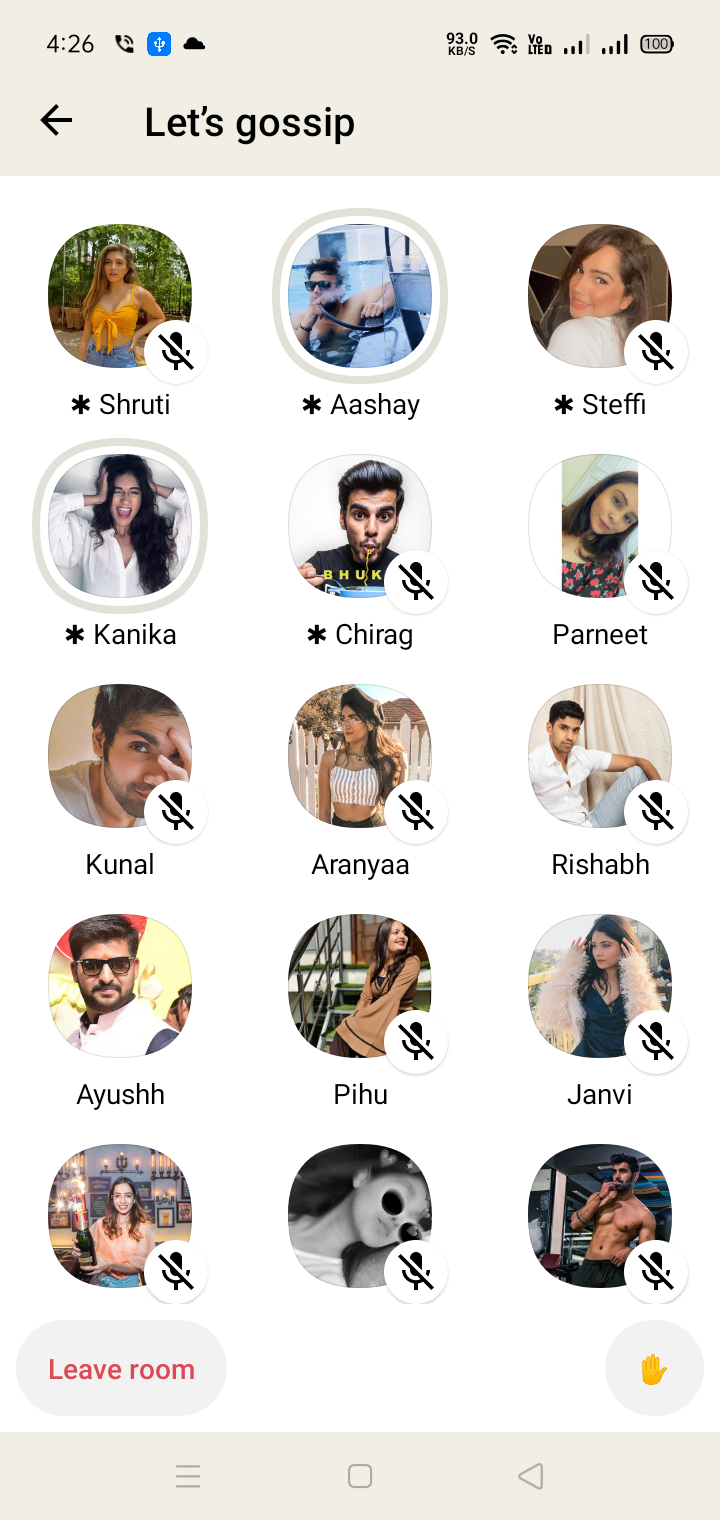 4:26 93.0 KB/S Vo LTED 100
Let’s gossip
✱ Shruti ✱ Aashay ✱ Steffi
BHUK
✱ Kanika ✱ Chirag Parneet
Kunal Aranyaa Rishabh
Ayushh Pihu Janvi
Leave room